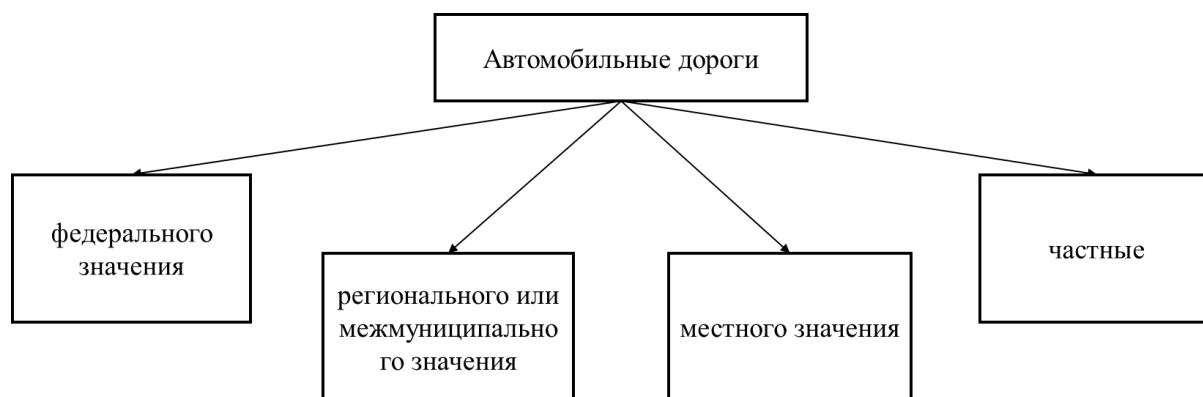 Автомобильные дороги
федерального
значения
регионального или
межмуниципально
го значения
местного значения
частные